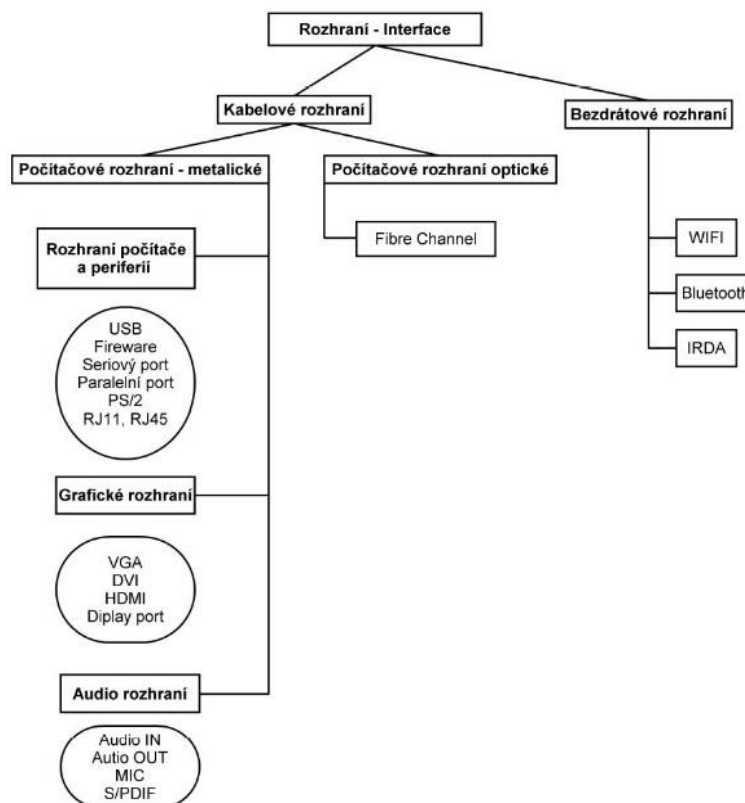 Rozhraní - Interface
Kabelové rozhraní
Bezdrátové rozhraní
Počítačové rozhraní - metalické
Počítačové rozhraní optické
Rozhraní počítače
a periferií
Fibre Channel
WIFI
Bluetooth
IRDA
USB
Fireware
Seriový port
Paralelní port
PS/2
RJ11, RJ45
Grafické rozhraní
VGA
DVI
HDMI
Diplay port
Audio rozhraní
Audio IN
Autio OUT
MIC
S/PDIF